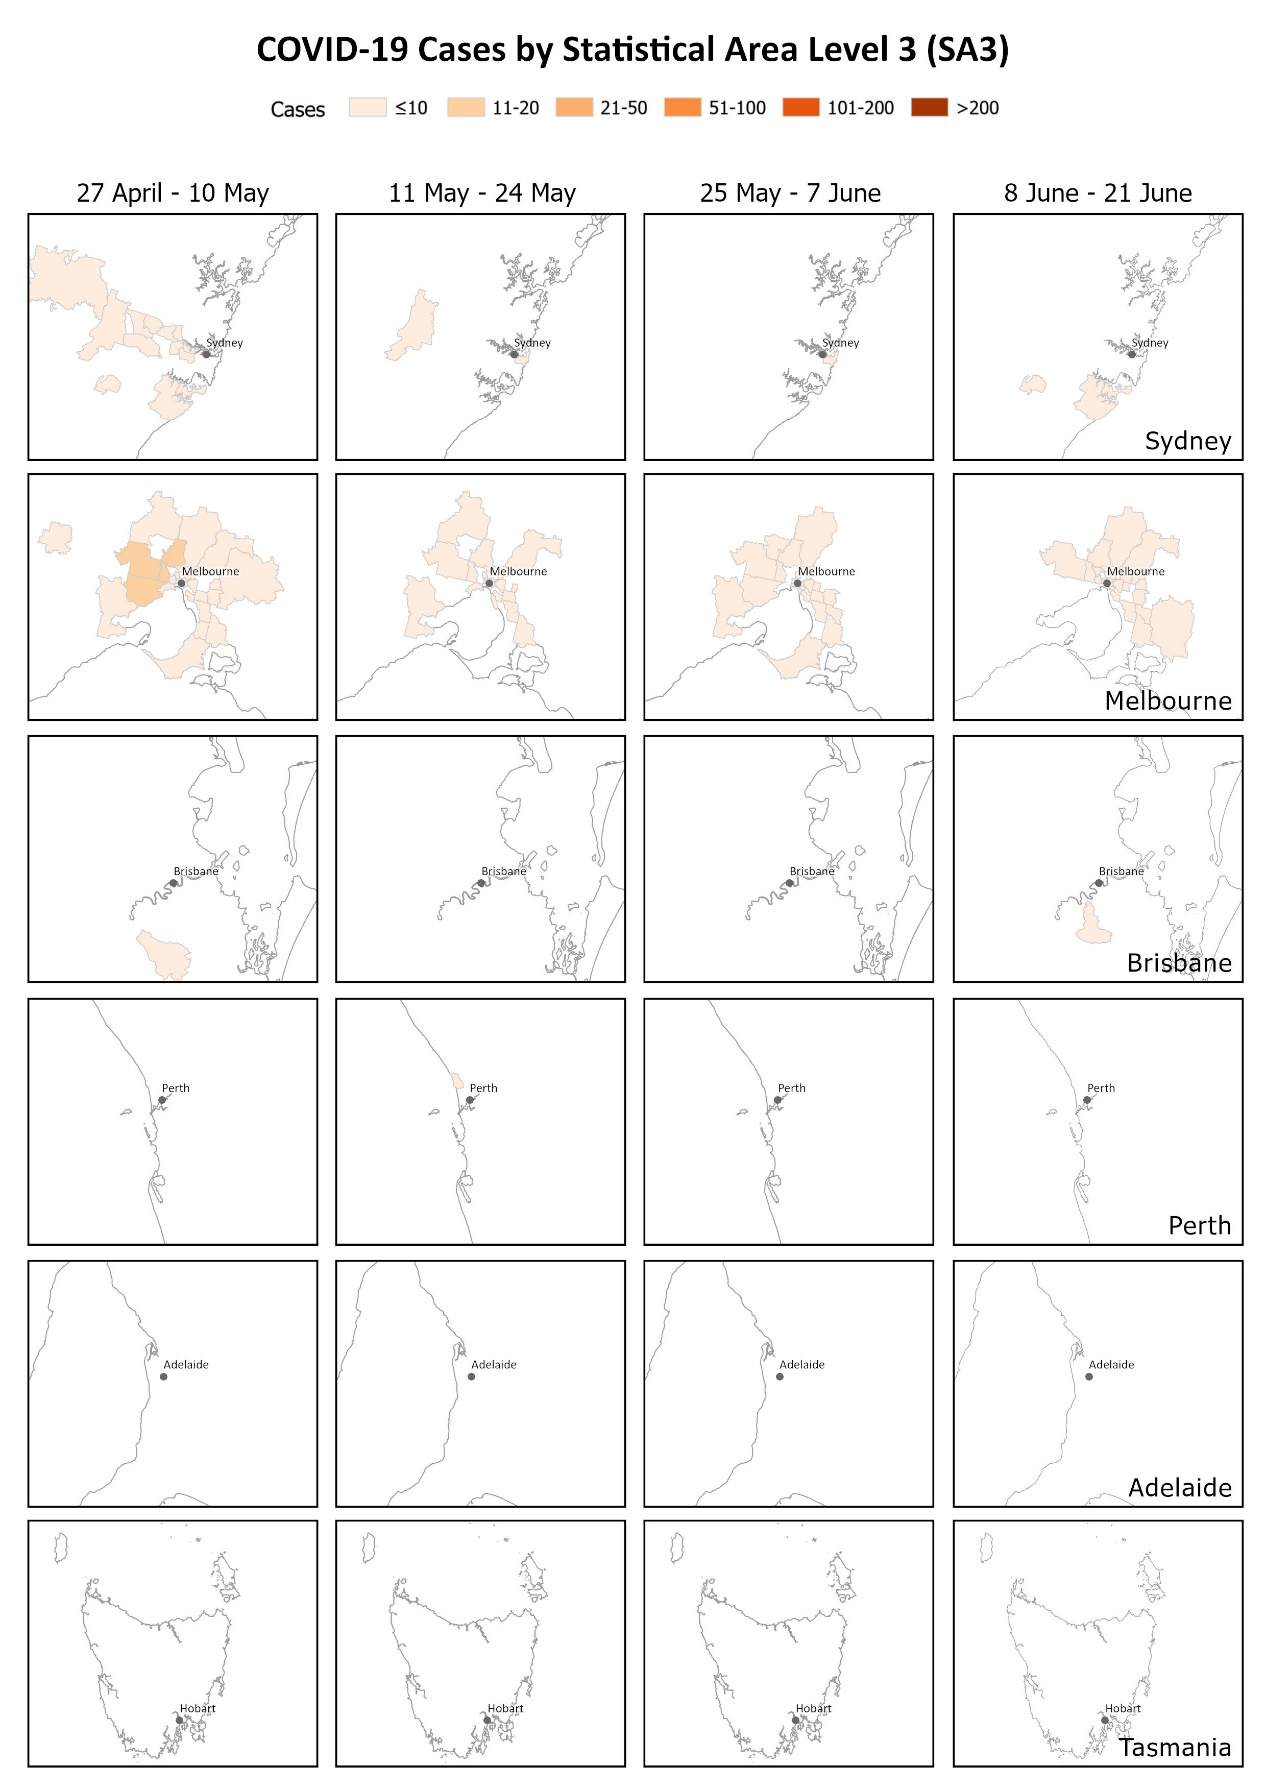 COVID-19 Cases by Statistical Area Level 3 (SA3)
Cases ≤10 11-20 21-50 51-100 101-200 >200
27 April - 10 May 11 May - 24 May 25 May - 7 June 8 June - 21 June
Sydney Sydney Sydney Sydney
Sydney
Melbourne Melbourne Melbourne Melbourne
Melbourne
Brisbane Brisbane Brisbane Brisbane
Brisbane
Perth Perth Perth Perth
Perth
Adelaide Adelaide Adelaide Adelaide
Adelaide
Hobart Hobart Hobart Hobart
Tasmania